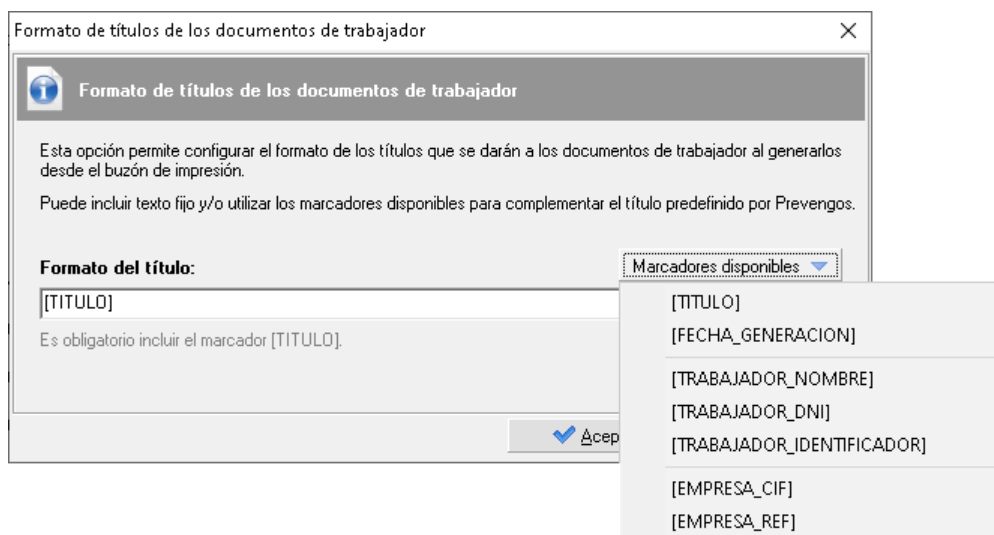 Formato de títulos de los documentos de trabajador
Formato de títulos de los documentos de trabajador
Esta opción permite configurar el formato de los títulos que se darán a los documentos de trabajador al generarlos
desde el buzón de impresión.
Puede incluir texto fijo y/o utilizar los marcadores disponibles para complementar el título predefinido por Prevengos.
Formato del título:
Marcadores disponibles
[TITULO]
Es obligatorio incluir el marcador [TITULO].
[TITULO]
[FECHA_GENERACION]
[TRABAJADOR_NOMBRE]
[TRABAJADOR_DNI]
[TRABAJADOR_IDENTIFICADOR]
[EMPRESA_CIF]
[EMPRESA_REF]
Acep